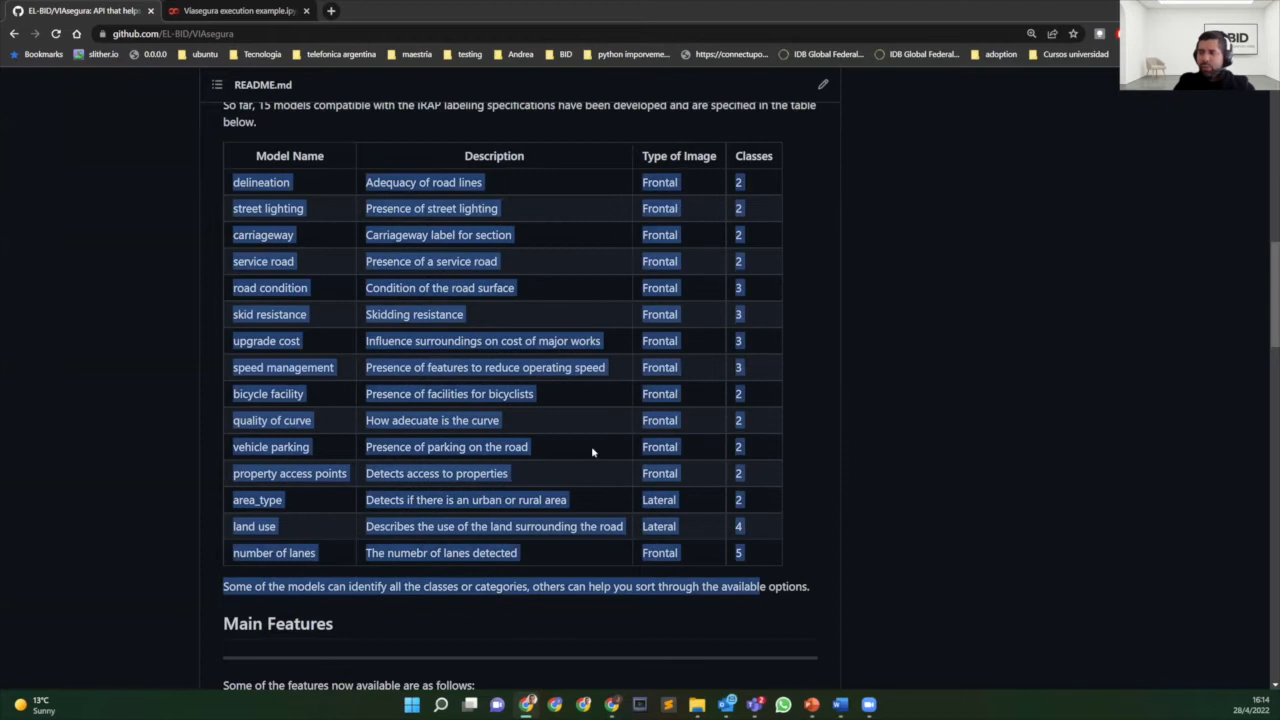 EL-BID/VIAsegura: API that help
Viasegura execution example.ipy
github.com/EL-BID/VIAsegura
Bookmarks slither.io 0.0.0.0 ubuntu Tecnologia telefonica argentina maestria testing Andrea BID python imporveme... https://connectupo... IDB Global Federal... IDB Global Federal... adoption Cursos universidad
BID
README.md
So far, 15 models compatible with the iRAP labeling specifications have been developed and are specified in the table
below.
Model Name Description Type of Image Classes
delineation Adequacy of road lines Frontal 2
street lighting Presence of street lighting Frontal 2
carriageway Carriageway label for section Frontal 2
service road Presence of a service road Frontal 2
road condition Condition of the road surface Frontal 3
skid resistance Skidding resistance Frontal 3
upgrade cost Influence surroundings on cost of major works Frontal 3
speed management Presence of features to reduce operating speed Frontal 3
bicycle facility Presence of facilities for bicyclists Frontal 2
quality of curve How adecuate is the curve Frontal 2
vehicle parking Presence of parking on the road Frontal 2
property access points Detects access to properties Frontal 2
area_type Detects if there is an urban or rural area Lateral 2
land use Describes the use of the land surrounding the road Lateral 4
number of lanes The numebr of lanes detected Frontal 5
Some of the models can identify all the classes or categories, others can help you sort through the available options.
Main Features
Some of the features now available are as follows:
13°C
Sunny
16:14
28/4/2022